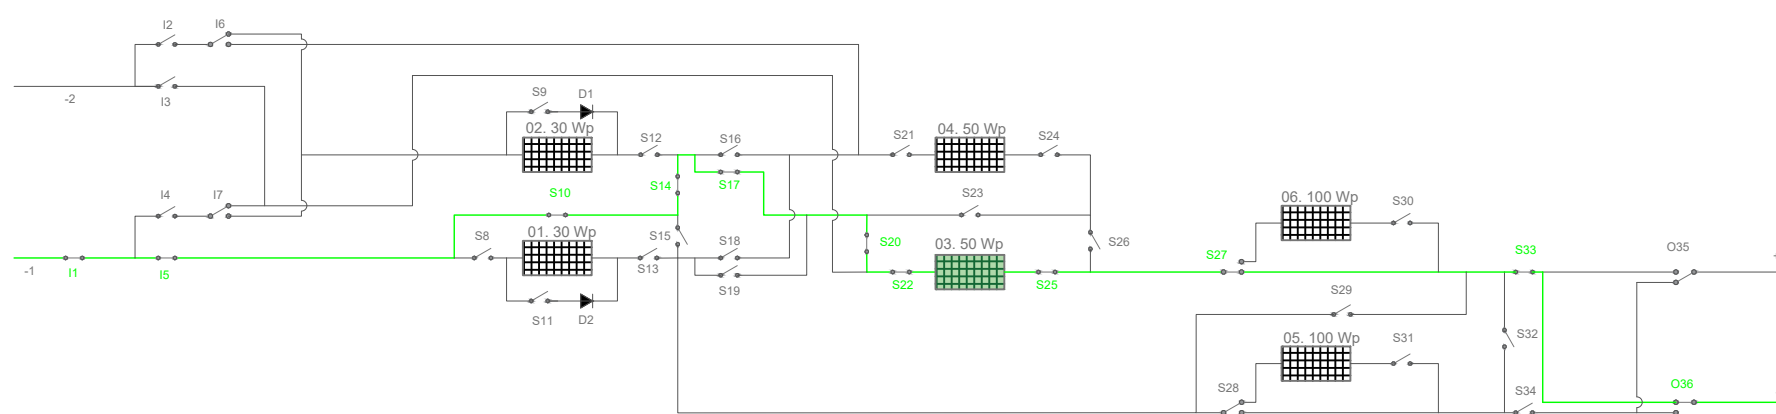 I2
I6
-2
I3
S9
D1
02. 30 Wp
S12
S16
S21
04. 50 Wp
S24
I4
I7
S10
S14
S17
S23
06. 100 Wp
S30
-1
I1
I5
S8
01. 30 Wp
S13
S15
S18
S19
S20
03. 50 Wp
S22
S25
S26
S27
S33
O35
S11
D2
S29
05. 100 Wp
S31
S32
S28
S34
O36